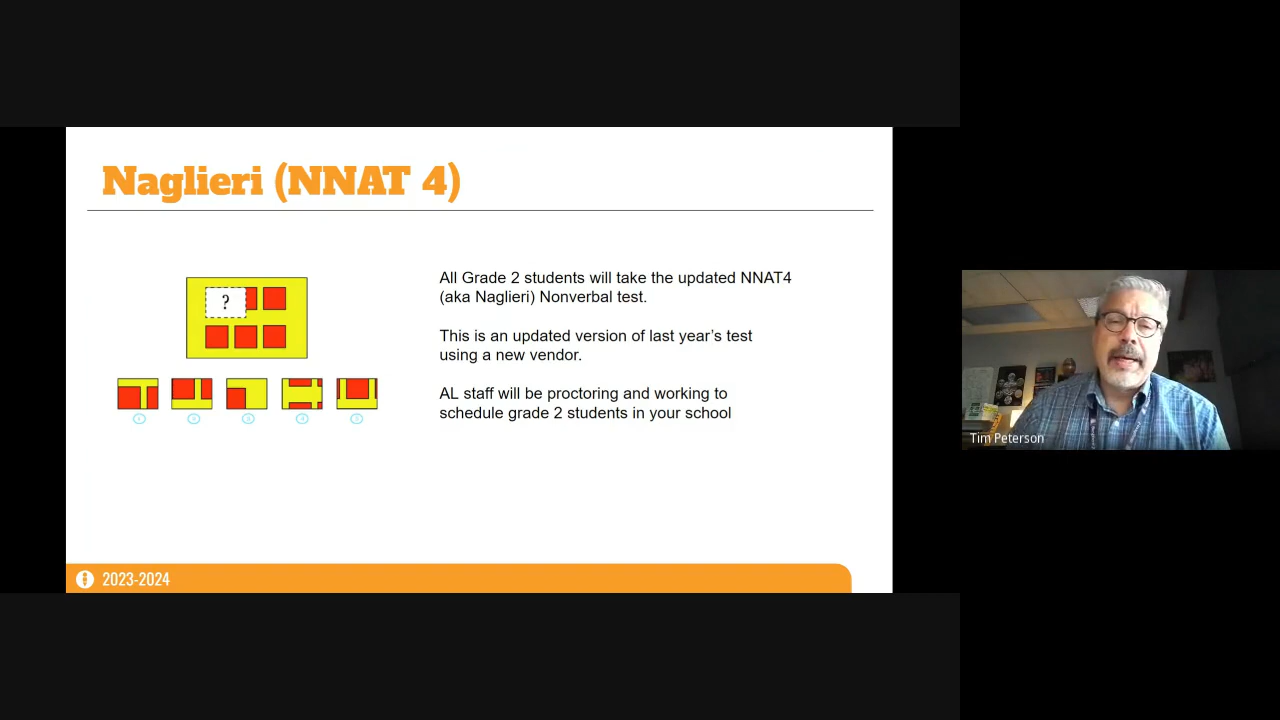 Naglieri (NNAT 4)
?
All Grade 2 students will take the updated NNAT4
(aka Naglieri) Nonverbal test.
This is an updated version of last year's test
using a new vendor.
AL staff will be proctoring and working to
schedule grade 2 students in your school
2023-2024
Tim Peterson